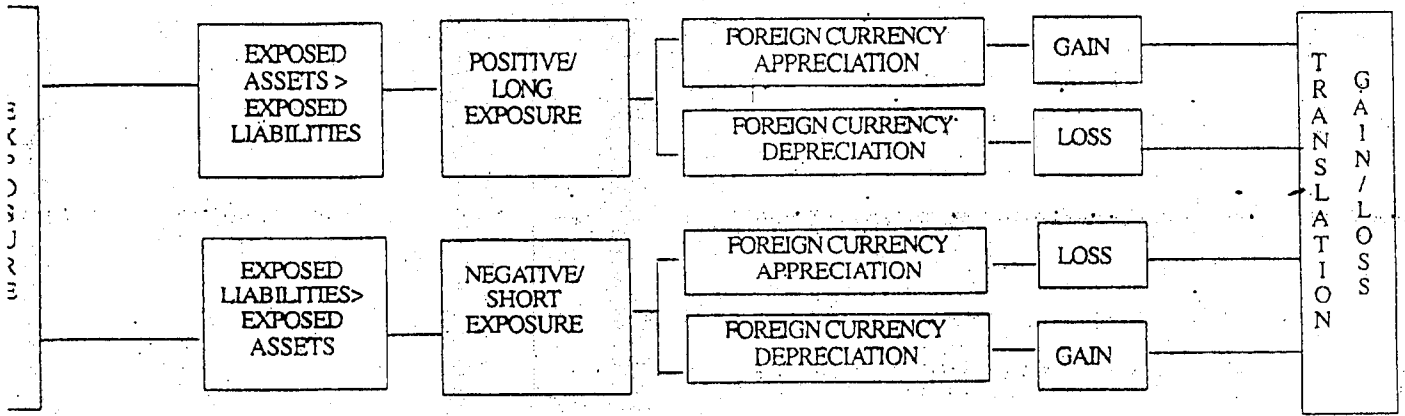 EXPOSED
ASSETS >
EXPOSED
LIABILITIES
POSITIVE/
LONG
EXPOSURE
FOREIGN CURRENCY
APPRECIATION
GAIN
FOREIGN CURRENCY
DEPRECIATION
LOSS
EXPOSED
LIABILITIES>
EXPOSED
ASSETS
NEGATIVE/
SHORT
EXPOSURE
FOREIGN CURRENCY
APPRECIATION
LOSS
FOREIGN CURRENCY
DEPRECIATION
GAIN
TRANSLATION
GAIN/LOSS